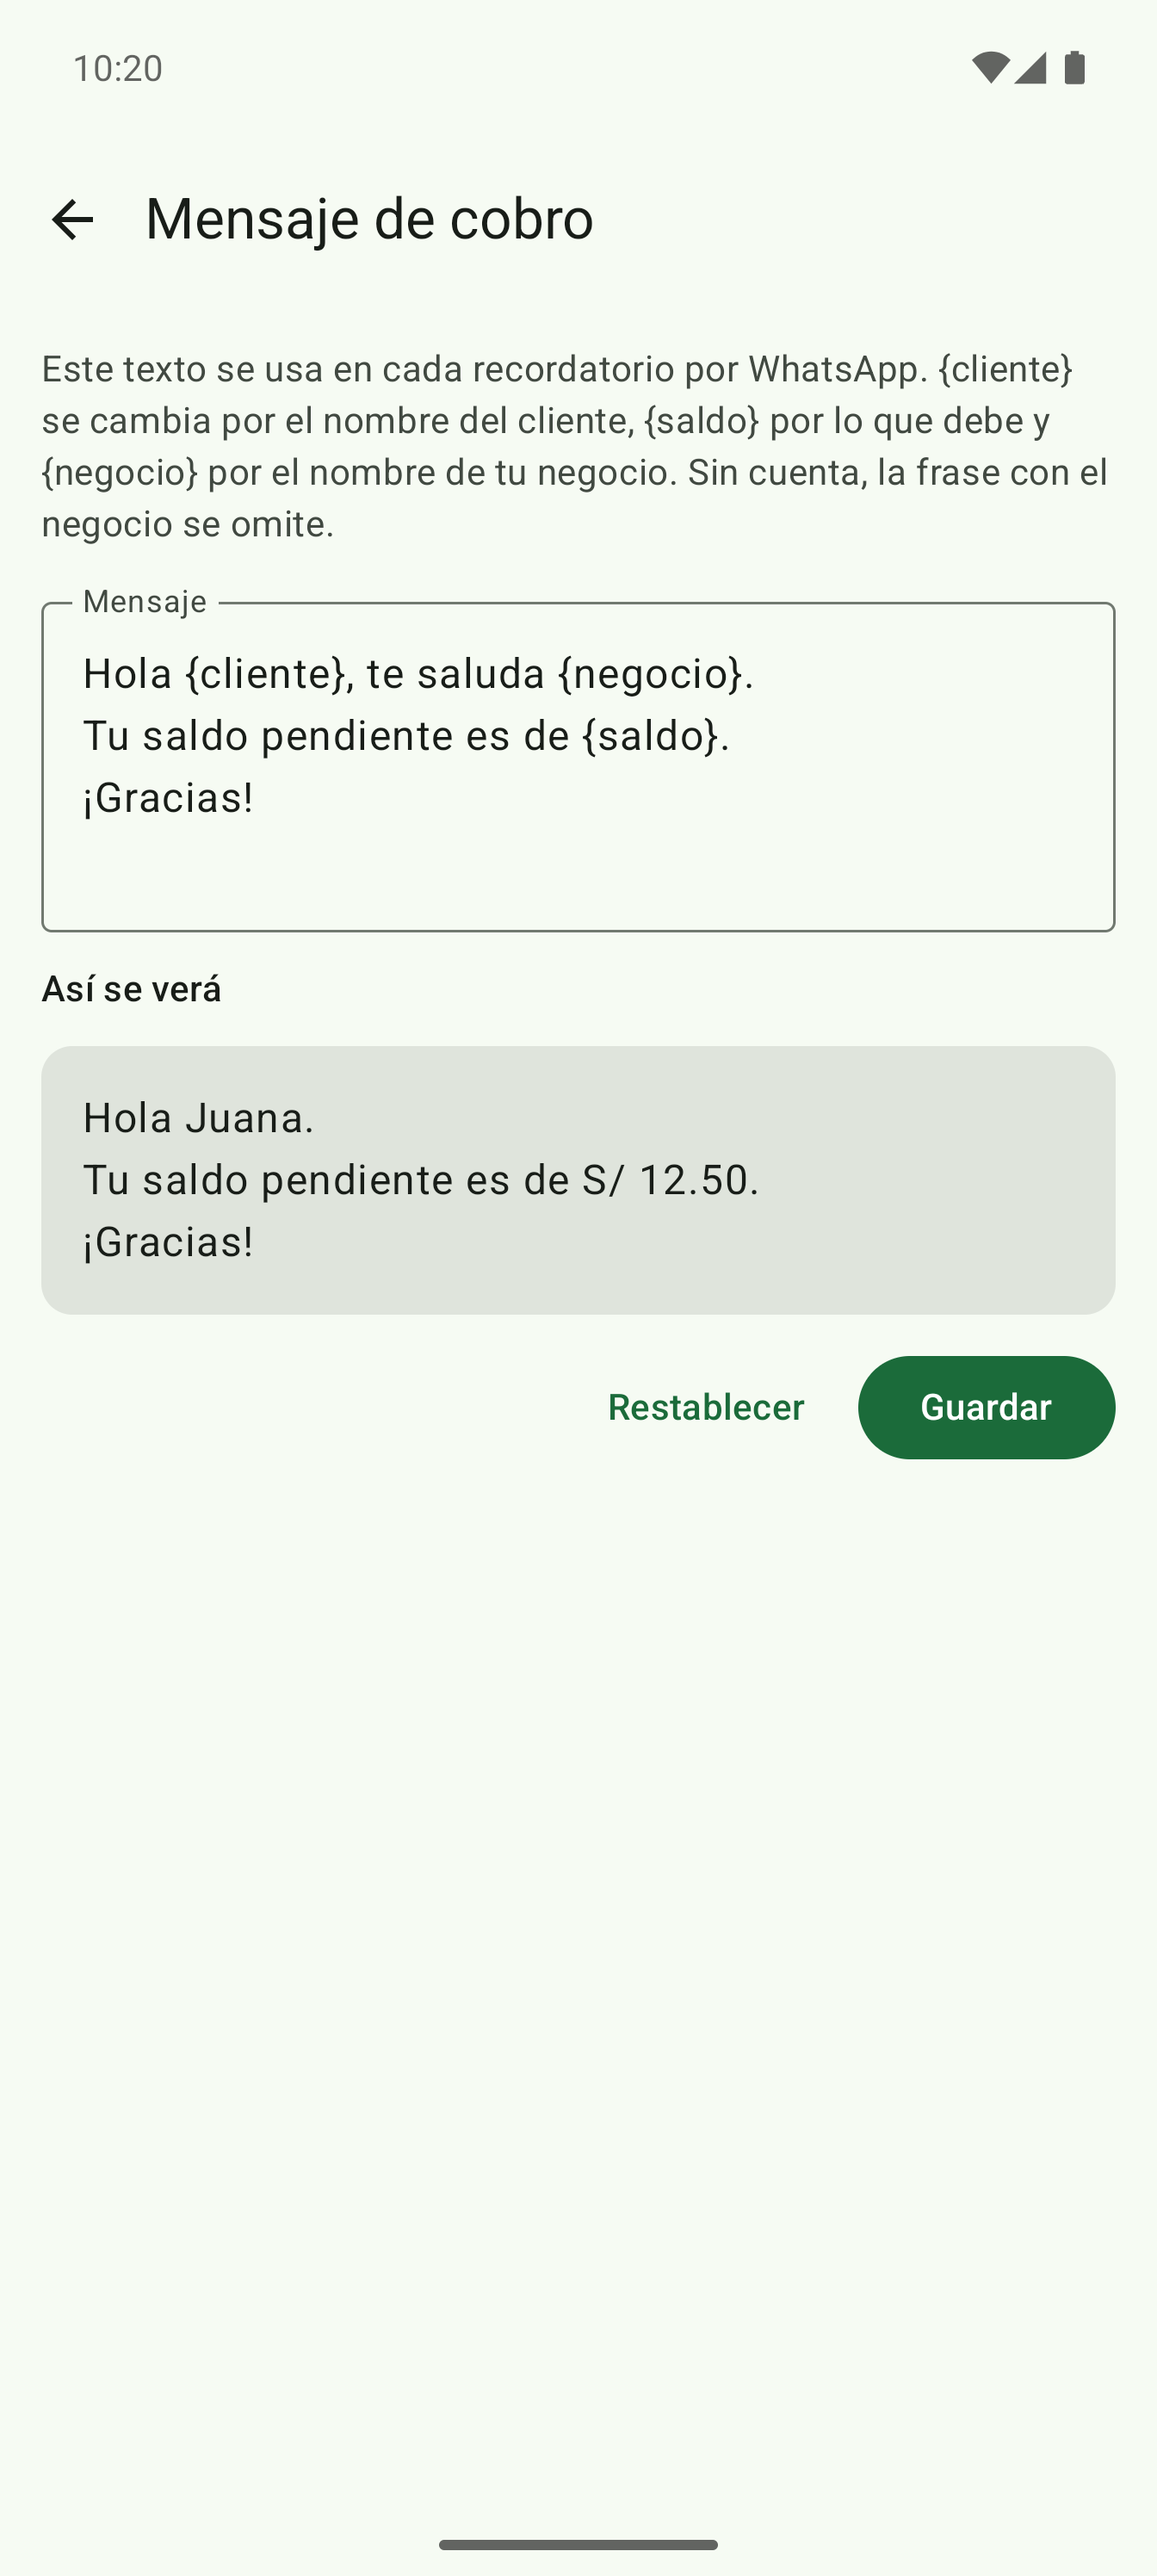 10:20
Mensaje de cobro
Este texto se usa en cada recordatorio por WhatsApp. {cliente}
se cambia por el nombre del cliente, {saldo} por lo que debe y
{negocio} por el nombre de tu negocio. Sin cuenta, la frase con el
negocio se omite.
Mensaje
Hola {cliente}, te saluda {negocio}.
Tu saldo pendiente es de {saldo}.
¡Gracias!
Así se verá
Hola Juana.
Tu saldo pendiente es de S/ 12.50.
¡Gracias!
Restablecer
Guardar